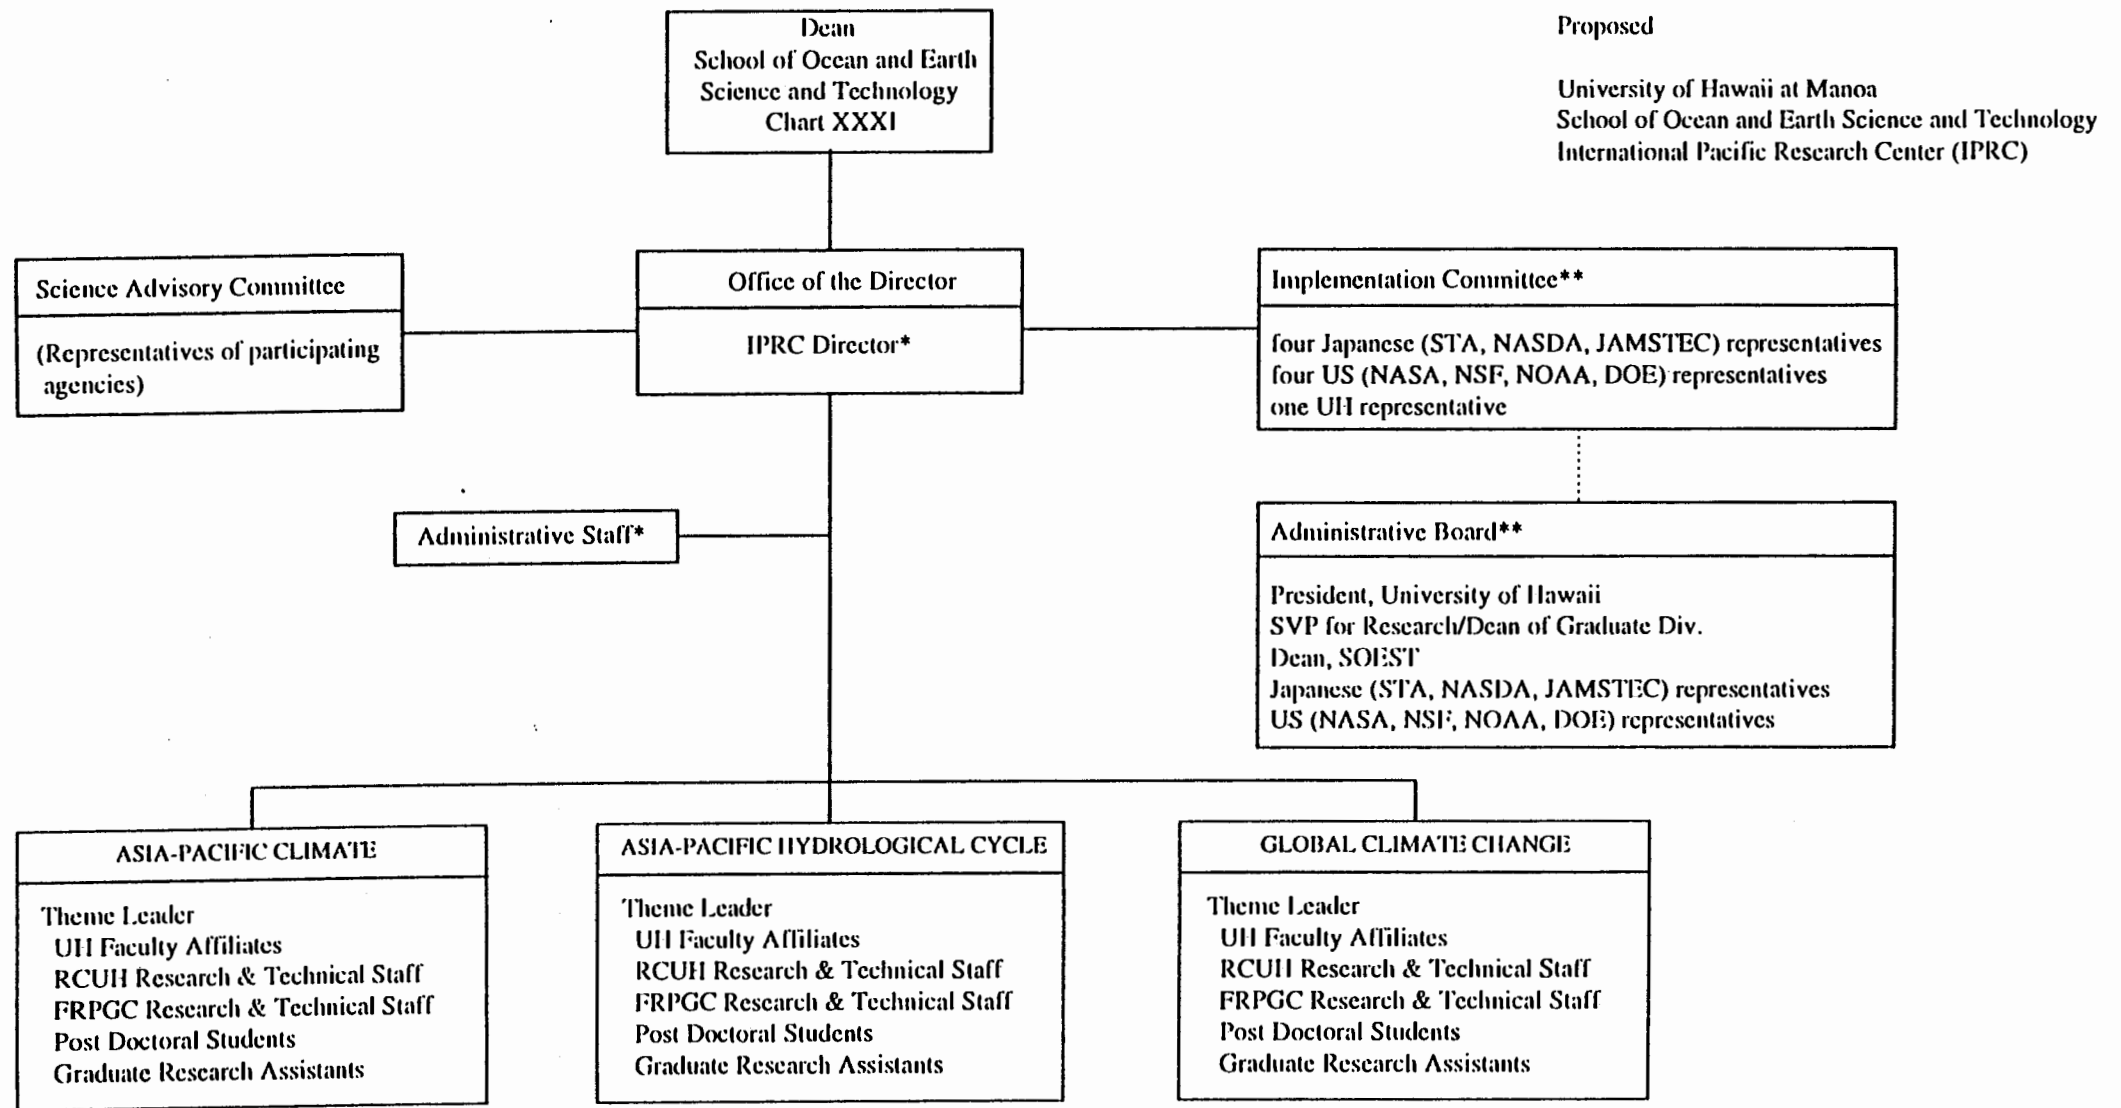 Dean
School of Ocean and Earth
Science and Technology
Chart XXXI
Proposed
University of Hawaii at Manoa
School of Ocean and Earth Science and Technology
International Pacific Research Center (IPRC)
Science Advisory Committee
(Representatives of participating
agencies)
Office of the Director
IPRC Director*
Implementation Committee**
four Japanese (STA, NASDA, JAMSTEC) representatives
four US (NASA, NSF, NOAA, DOE) representatives
one UH representative
Administrative Staff*
Administrative Board**
President, University of Hawaii
SVP for Research/Dean of Graduate Div.
Dean, SOEST
Japanese (STA, NASDA, JAMSTEC) representatives
US (NASA, NSF, NOAA, DOE) representatives
ASIA-PACIFIC CLIMATE
Theme Leader
UH Faculty Affiliates
RCUH Research & Technical Staff
FRPGC Research & Technical Staff
Post Doctoral Students
Graduate Research Assistants
ASIA-PACIFIC HYDROLOGICAL CYCLE
Theme Leader
UH Faculty Affiliates
RCUH Research & Technical Staff
FRPGC Research & Technical Staff
Post Doctoral Students
Graduate Research Assistants
GLOBAL CLIMATE CHANGE
Theme Leader
UH Faculty Affiliates
RCUH Research & Technical Staff
FRPGC Research & Technical Staff
Post Doctoral Students
Graduate Research Assistants